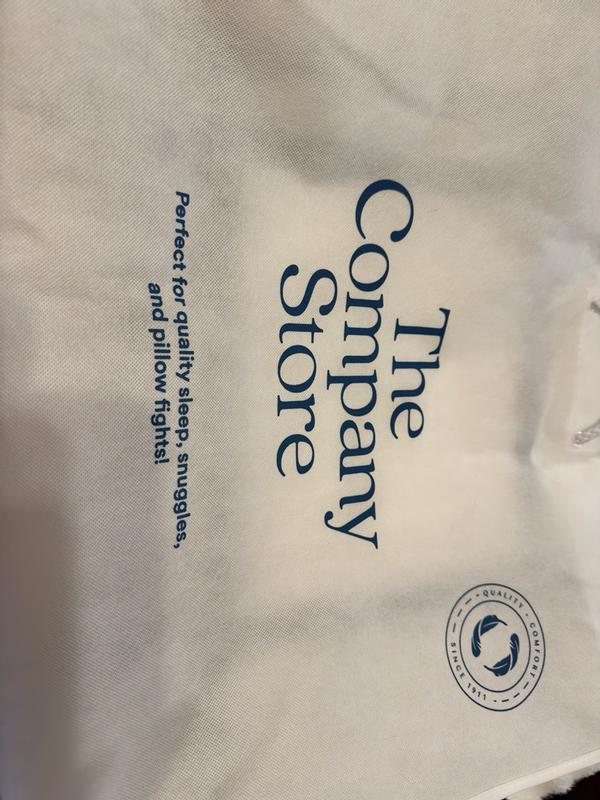 The
Company
Store
QUALITY · COMFORT
SINCE 1911
Perfect for quality sleep, snuggles,
and pillow fights!